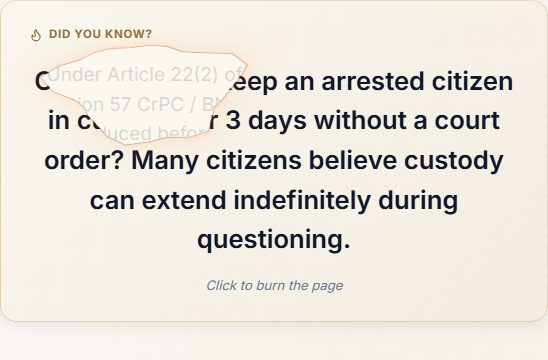 DID YOU KNOW?
Under Article 22(2) of
an arrested citizen
57 CrPC /
in 3 days without a court
order? Many citizens believe custody
can extend indefinitely during
questioning.
Click to burn the page